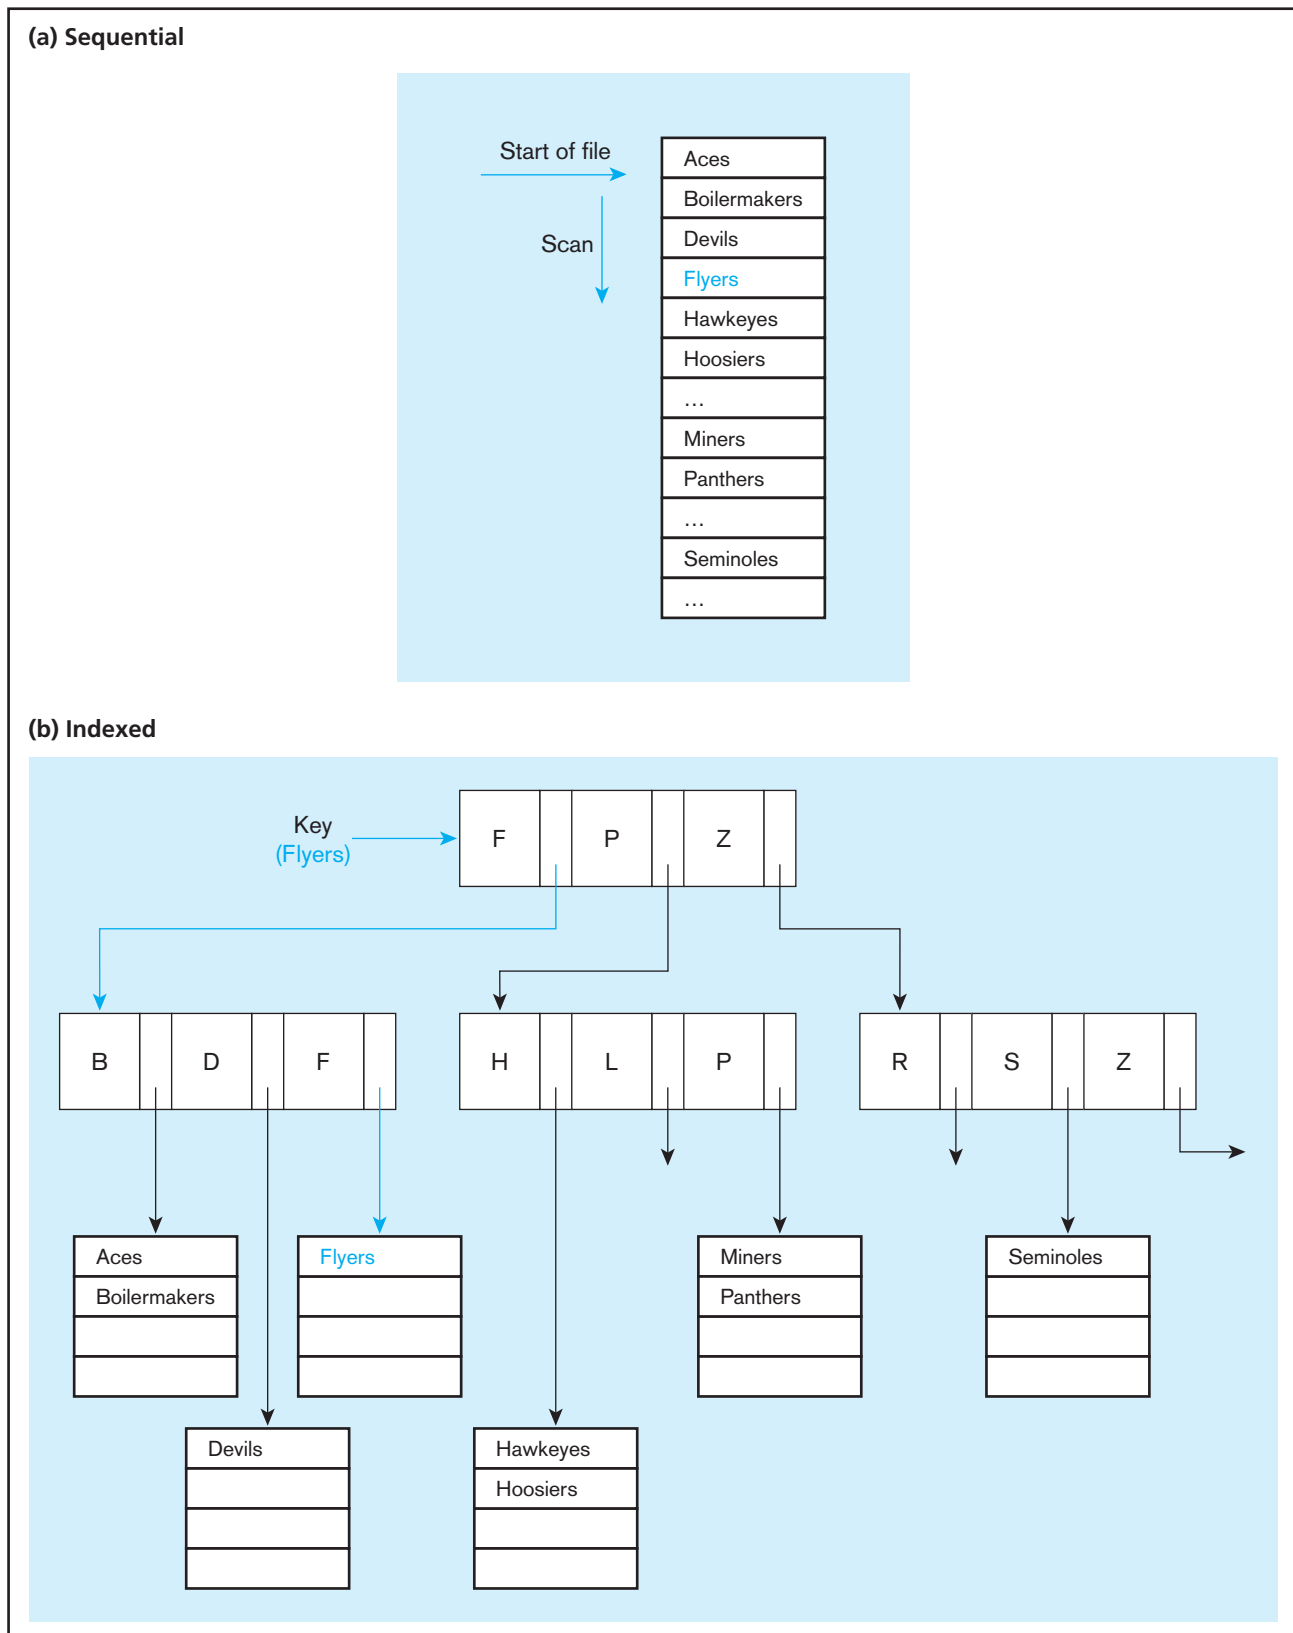 (a) Sequential
Start of file
Scan
Aces
Boilermakers
Devils
Flyers
Hawkeyes
Hoosiers
…
Miners
Panthers
…
Seminoles
…
(b) Indexed
Key
(Flyers)
F P Z
B D F
H L P
R S Z
Aces
Boilermakers
Flyers
Miners
Panthers
Seminoles
Devils
Hawkeyes
Hoosiers